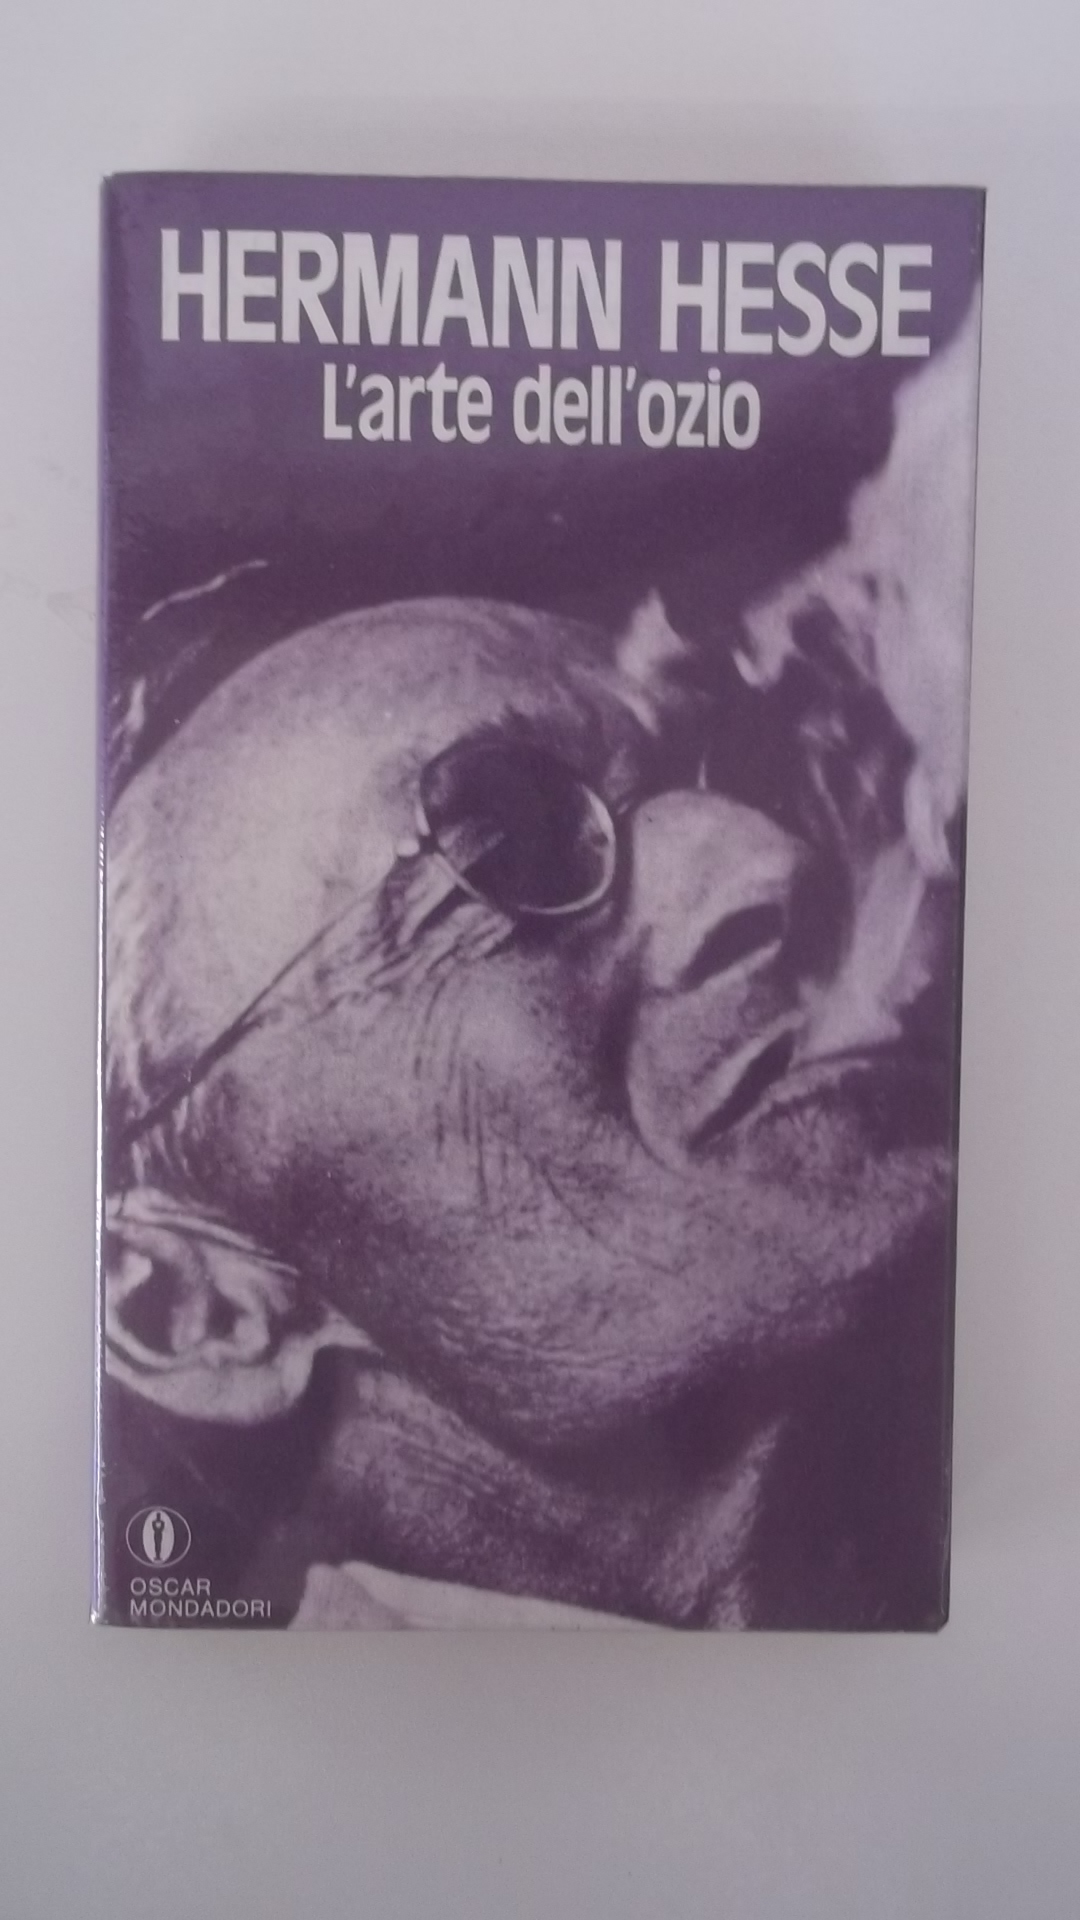 HERMANN HESSE
L'arte dell'ozio
OSCAR
MONDADORI